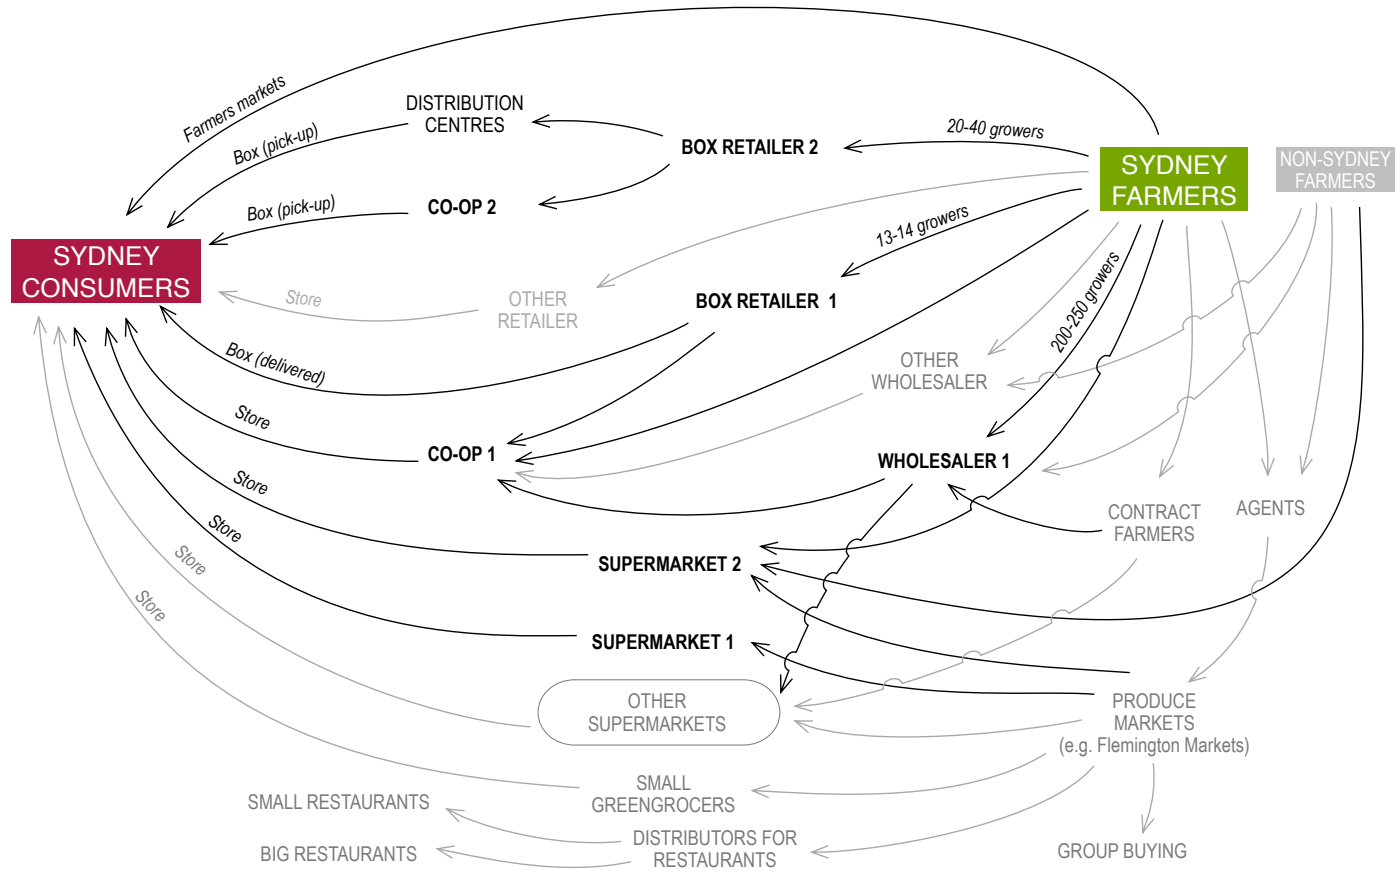 Farmers markets
DISTRIBUTION
CENTRES
Box (pick-up)
20-40 growers
BOX RETAILER 2
SYDNEY
FARMERS
NON-SYDNEY
FARMERS
Box (pick-up)
CO-OP 2
13-14 growers
SYDNEY
CONSUMERS
Store
OTHER
RETAILER
BOX RETAILER 1
200-250 growers
Box (delivered)
OTHER
WHOLESALER
Store
CO-OP 1
WHOLESALER 1
Store
CONTRACT
FARMERS
AGENTS
Store
Store
SUPERMARKET 2
Store
SUPERMARKET 1
OTHER
SUPERMARKETS
PRODUCE
MARKETS
(e.g. Flemington Markets)
SMALL
GREENGROCERS
SMALL RESTAURANTS
DISTRIBUTORS FOR
RESTAURANTS
BIG RESTAURANTS
GROUP BUYING